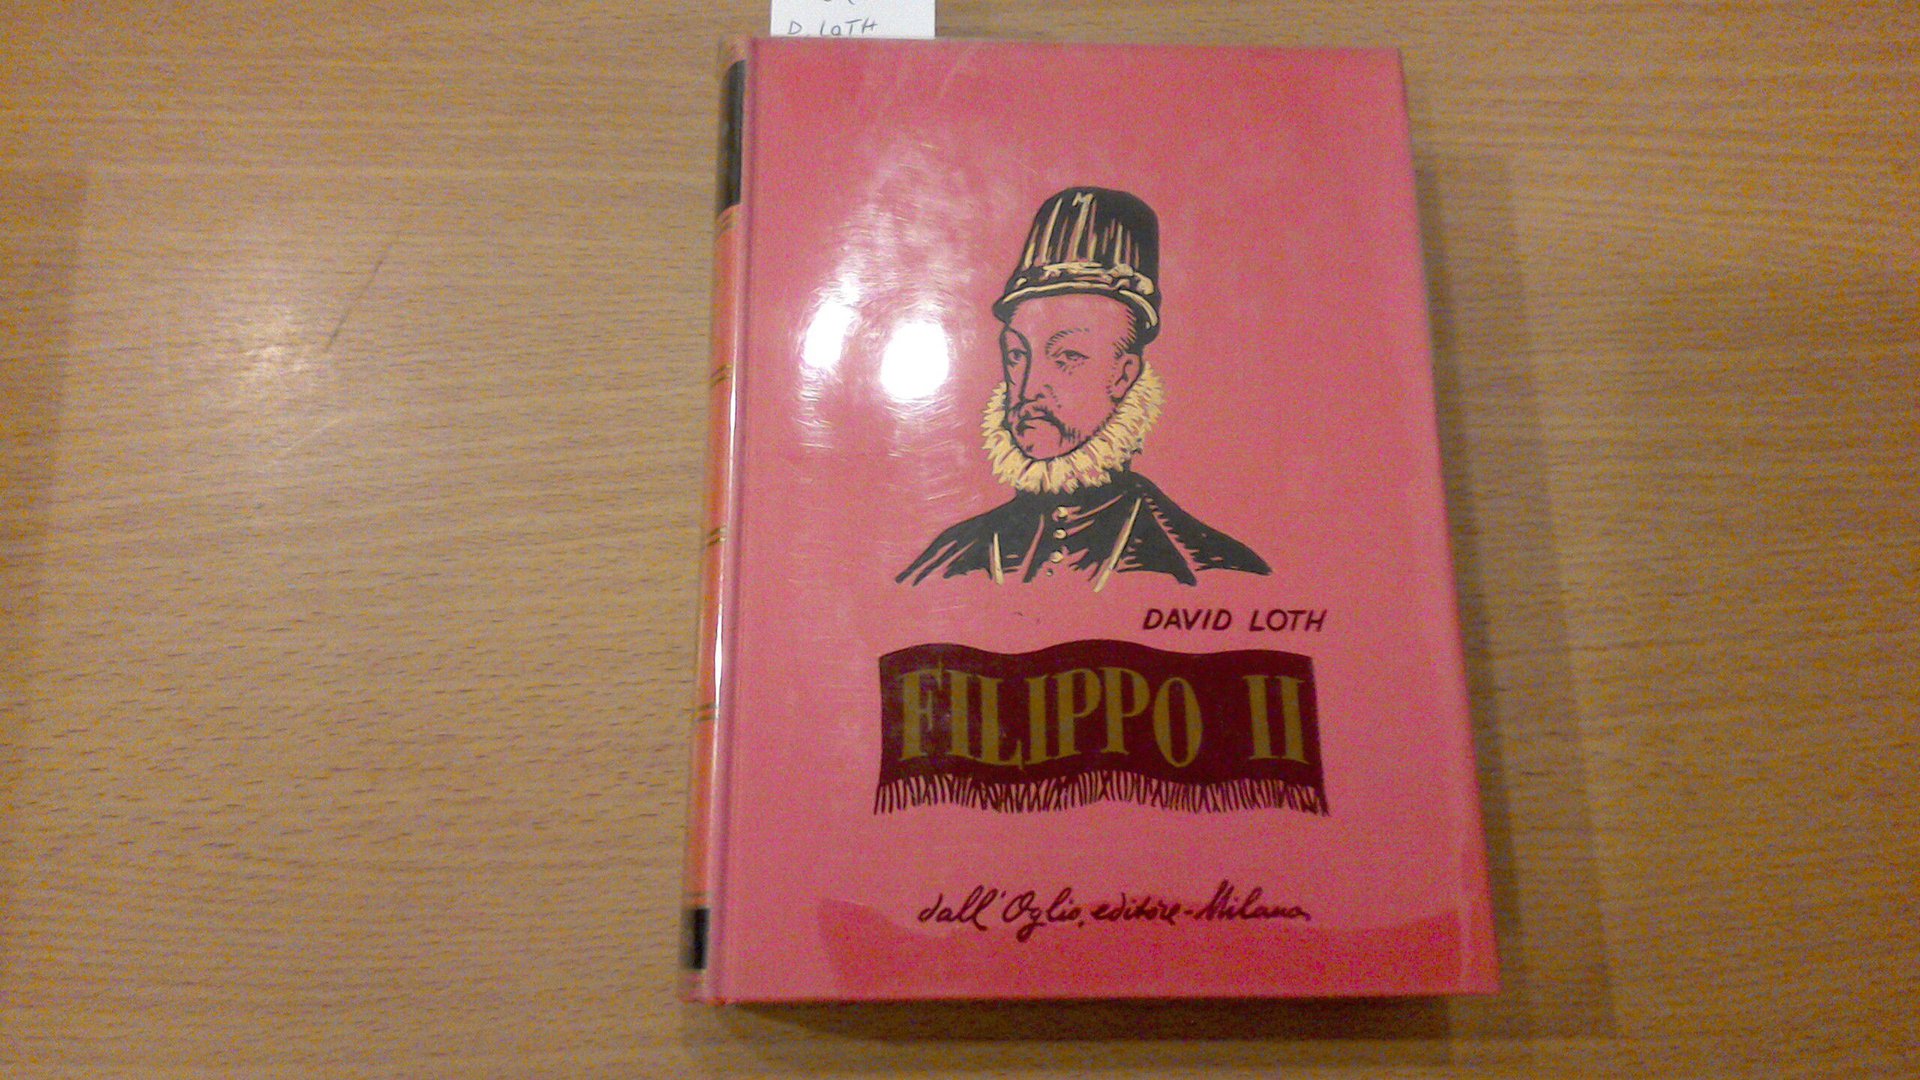 D LOTH
DAVID LOTH
FILIPPO II
dall'Oglio, editore - Milano